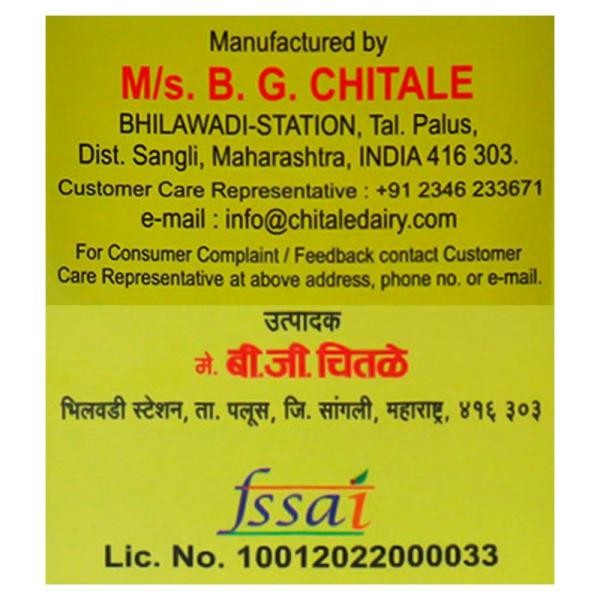 Manufactured by
M/s. B. G. CHITALE
BHILAWADI-STATION, Tal. Palus,
Dist. Sangli, Maharashtra, INDIA 416 303.
Customer Care Representative : +91 2346 233671
e-mail : info@chitaledairy.com
For Consumer Complaint / Feedback contact Customer
Care Representative at above address, phone no. or e-mail.
उत्पादक
मे. बी.जी. चितळे
भिलवडी स्टेशन, ता. पलूस, जि. सांगली, महाराष्ट्र, ४१६ ३०३
fssai
Lic. No. 10012022000033